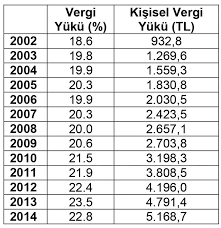 Vergi Yükü (%) Kişisel Vergi Yükü (TL)
2002 18.6 932,8
2003 19.8 1.269,6
2004 19.9 1.559,3
2005 20.3 1.830,8
2006 19.9 2.030,5
2007 20.3 2.423,5
2008 20.0 2.657,1
2009 20.6 2.703,8
2010 21.5 3.198,3
2011 21.9 3.808,5
2012 22.4 4.196,0
2013 23.5 4.791,4
2014 22.8 5.168,7